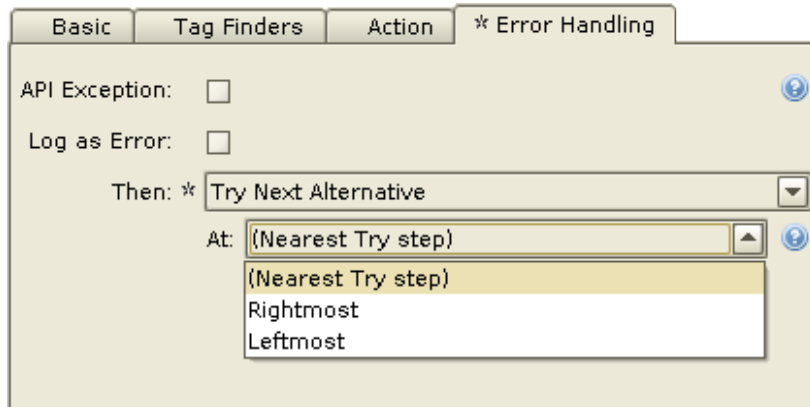 Basic Tag Finders Action * Error Handling
API Exception:
Log as Error:
Then: * Try Next Alternative
At: (Nearest Try step)
(Nearest Try step)
Rightmost
Leftmost